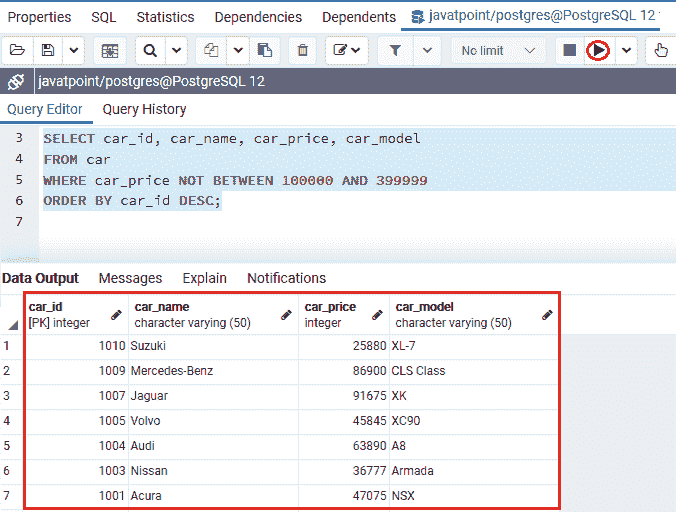 Properties SQL Statistics Dependencies Dependents javatpoint/postgres@PostgreSQL 12
No limit
javatpoint/postgres@PostgreSQL 12
Query Editor Query History
3 SELECT car_id, car_name, car_price, car_model
4 FROM car
5 WHERE car_price NOT BETWEEN 100000 AND 399999
6 ORDER BY car_id DESC;
7
Data Output Messages Explain Notifications
car_id car_name car_price car_model
[PK] integer character varying (50) integer character varying (50)
1 1010 Suzuki 25880 XL-7
2 1009 Mercedes-Benz 86900 CLS Class
3 1007 Jaguar 91675 XK
4 1005 Volvo 45845 XC90
5 1004 Audi 63890 A8
6 1003 Nissan 36777 Armada
7 1001 Acura 47075 NSX